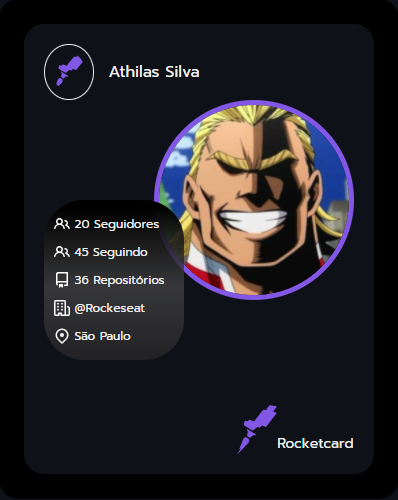 Athilas Silva
20 Seguidores
45 Seguindo
36 Repositórios
@Rockeseat
São Paulo
Rocketcard